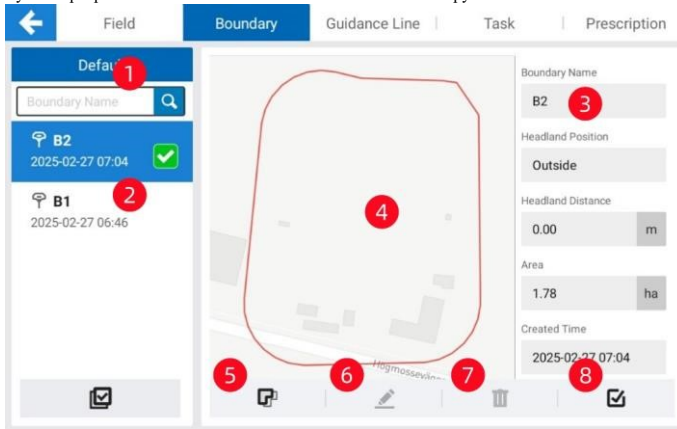 Field
Boundary
Guidance Line
Task
Prescription
1
Boundary Name
B2
2025-02-27 07:04
2
B1
2025-02-27 06:46
4
Boundary Name
B2
3
Headland Position
Outside
Headland Distance
0.00 m
Area
1.78 ha
Created Time
2025-02-27 07:04
5
6
7
8